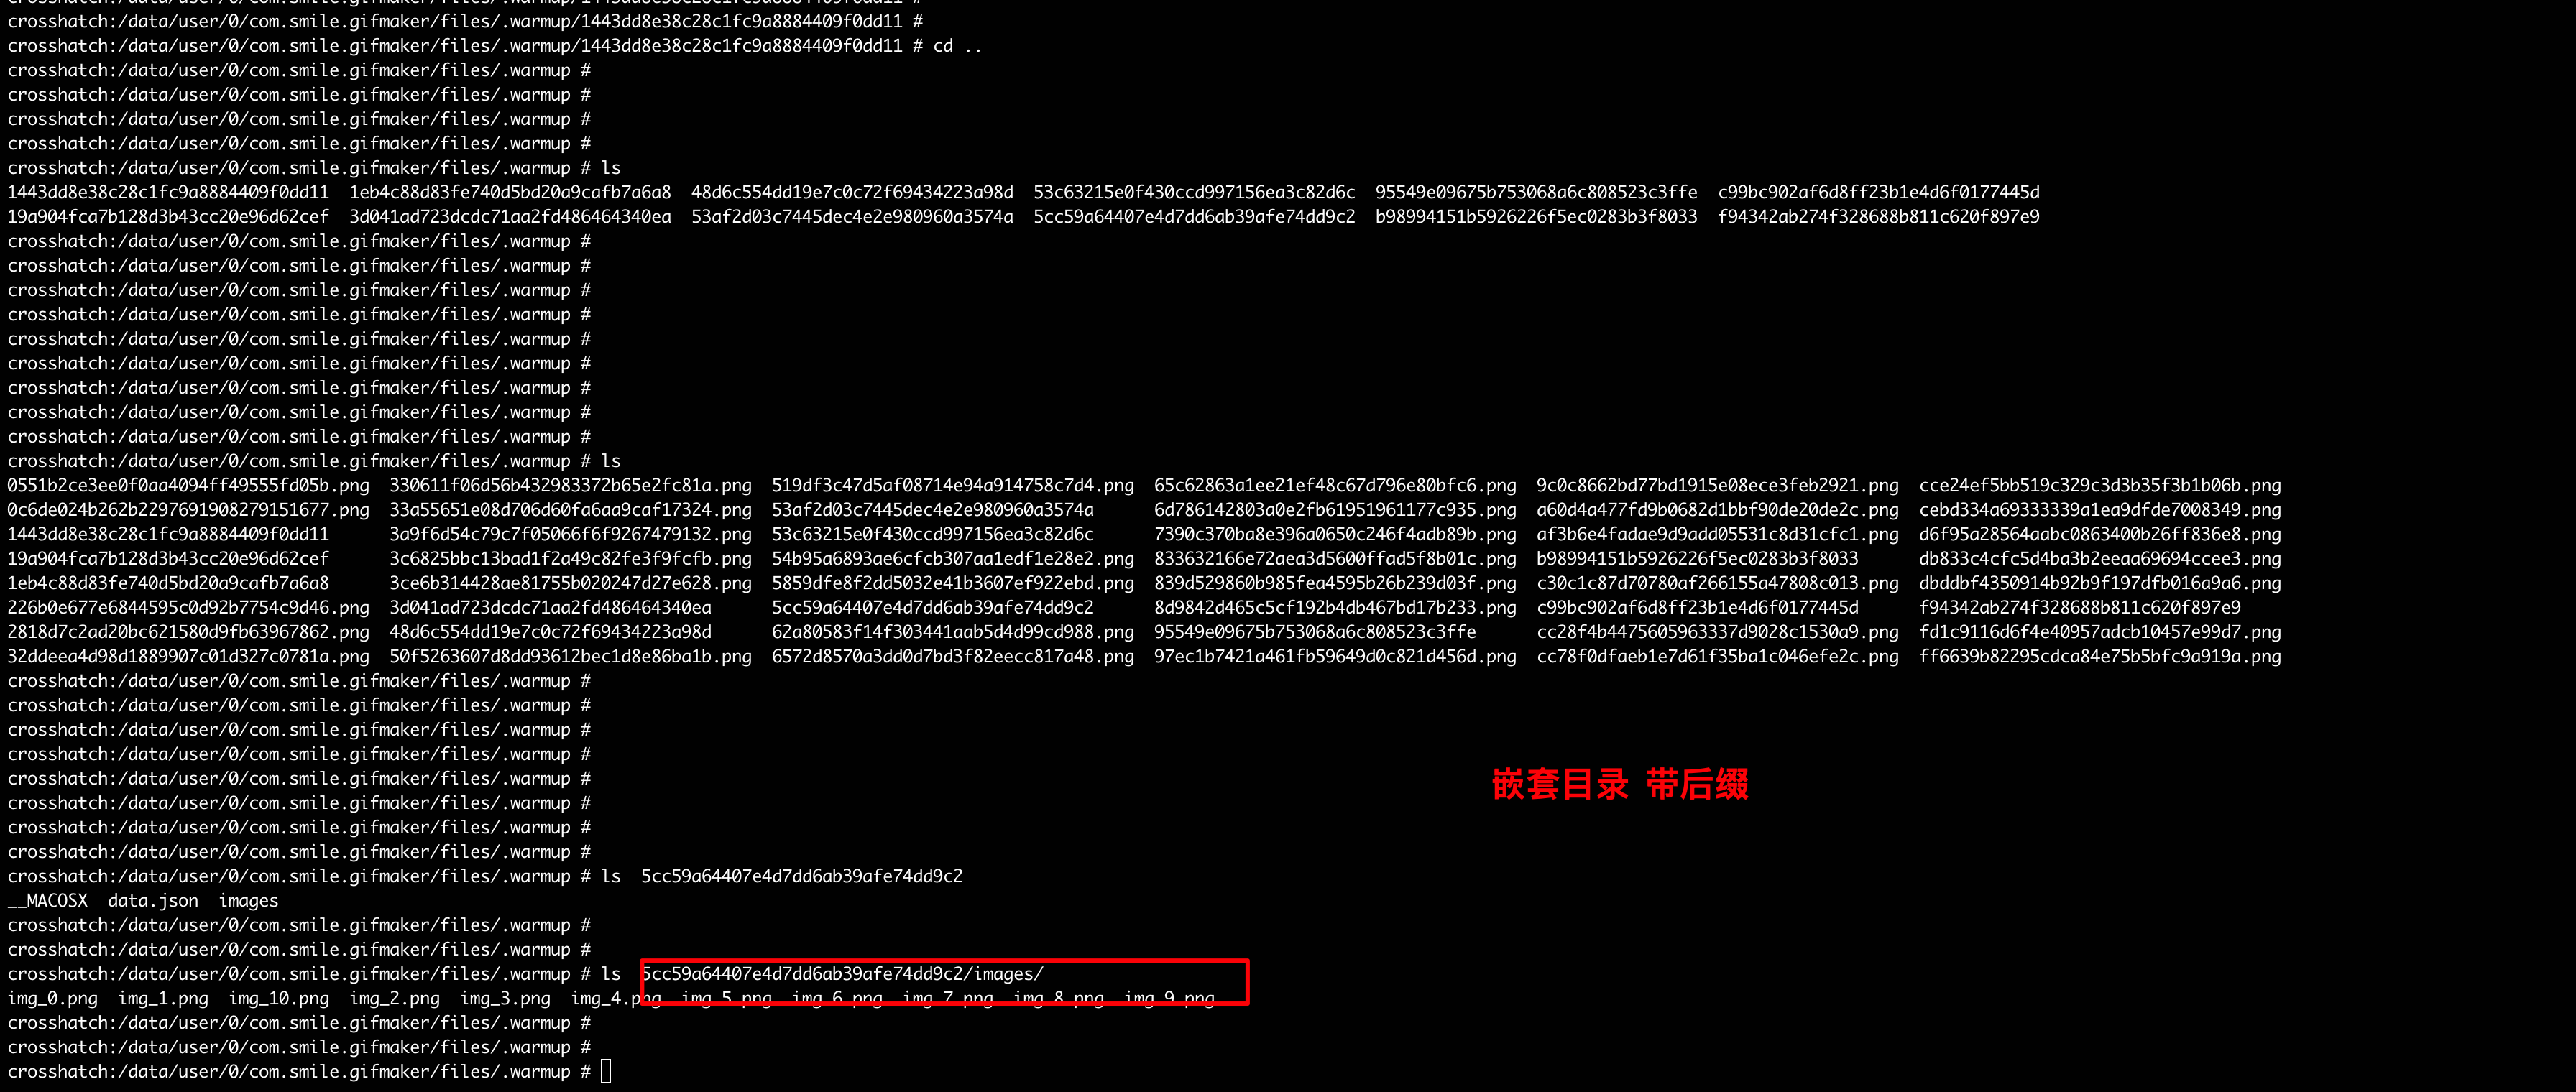 crosshatch:/data/user/0/com.smile.gifmaker/files/.warmup/1443dd8e38c28c1fc9a8884409f0dd11 #
crosshatch:/data/user/0/com.smile.gifmaker/files/.warmup/1443dd8e38c28c1fc9a8884409f0dd11 #
crosshatch:/data/user/0/com.smile.gifmaker/files/.warmup/1443dd8e38c28c1fc9a8884409f0dd11 # cd ..
crosshatch:/data/user/0/com.smile.gifmaker/files/.warmup #
crosshatch:/data/user/0/com.smile.gifmaker/files/.warmup #
crosshatch:/data/user/0/com.smile.gifmaker/files/.warmup #
crosshatch:/data/user/0/com.smile.gifmaker/files/.warmup #
crosshatch:/data/user/0/com.smile.gifmaker/files/.warmup # ls
1443dd8e38c28c1fc9a8884409f0dd11 1eb4c88d83fe740d5bd20a9cafb7a6a8 48d6c554dd19e7c0c72f69434223a98d 53c63215e0f430ccd997156ea3c82d6c 95549e09675b753068a6c808523c3ffe c99bc902af6d8ff23b1e4d6f0177445d
19a904fca7b128d3b43cc20e96d62cef 3d041ad723dcdc71aa2fd486464340ea 53af2d03c7445dec4e2e980960a3574a 5cc59a64407e4d7dd6ab39afe74dd9c2 b98994151b5926226f5ec0283b3f8033 f94342ab274f328688b811c620f897e9
crosshatch:/data/user/0/com.smile.gifmaker/files/.warmup #
crosshatch:/data/user/0/com.smile.gifmaker/files/.warmup #
crosshatch:/data/user/0/com.smile.gifmaker/files/.warmup #
crosshatch:/data/user/0/com.smile.gifmaker/files/.warmup #
crosshatch:/data/user/0/com.smile.gifmaker/files/.warmup #
crosshatch:/data/user/0/com.smile.gifmaker/files/.warmup #
crosshatch:/data/user/0/com.smile.gifmaker/files/.warmup #
crosshatch:/data/user/0/com.smile.gifmaker/files/.warmup #
crosshatch:/data/user/0/com.smile.gifmaker/files/.warmup #
crosshatch:/data/user/0/com.smile.gifmaker/files/.warmup # ls
0551b2ce3ee0f0aa4094ff49555fd05b.png 330611f06d56b432983372b65e2fc81a.png 519df3c47d5af08714e94a914758c7d4.png 65c62863a1ee21ef48c67d796e80bfc6.png 9c0c8662bd77bd1915e08ece3feb2921.png cce24ef5bb519c329c3d3b35f3b1b06b.png
0c6de024b262b2297691908279151677.png 33a55651e08d706d60fa6aa9caf17324.png 53af2d03c7445dec4e2e980960a3574a 6d786142803a0e2fb61951961177c935.png a60d4a477fd9b0682d1bbf90de20de2c.png cebd334a69333339a1ea9dfde7008349.png
1443dd8e38c28c1fc9a8884409f0dd11 3a9f6d54c79c7f05066f6f9267479132.png 53c63215e0f430ccd997156ea3c82d6c 7390c370ba8e396a0650c246f4adb89b.png af3b6e4fadae9d9add05531c8d31cfc1.png d6f95a28564aabc0863400b26ff836e8.png
19a904fca7b128d3b43cc20e96d62cef 3c6825bbc13bad1f2a49c82fe3f9fcfb.png 54b95a6893ae6cfcb307aa1edf1e28e2.png 833632166e72aea3d5600ffad5f8b01c.png b98994151b5926226f5ec0283b3f8033 db833c4cfc5d4ba3b2eeaa69694ccee3.png
1eb4c88d83fe740d5bd20a9cafb7a6a8 3ce6b314428ae81755b020247d27e628.png 5859dfe8f2dd5032e41b3607ef922ebd.png 839d529860b985fea4595b26b239d03f.png c30c1c87d70780af266155a47808c013.png dbddbf4350914b92b9f197dfb016a9a6.png
226b0e677e6844595c0d92b7754c9d46.png 3d041ad723dcdc71aa2fd486464340ea 5cc59a64407e4d7dd6ab39afe74dd9c2 8d9842d465c5cf192b4db467bd17b233.png c99bc902af6d8ff23b1e4d6f0177445d f94342ab274f328688b811c620f897e9
2818d7c2ad20bc621580d9fb63967862.png 48d6c554dd19e7c0c72f69434223a98d 62a80583f14f303441aab5d4d99cd988.png 95549e09675b753068a6c808523c3ffe cc28f4b4475605963337d9028c1530a9.png fd1c9116d6f4e40957adcb10457e99d7.png
32ddeea4d98d1889907c01d327c0781a.png 50f5263607d8dd93612bec1d8e86ba1b.png 6572d8570a3dd0d7bd3f82eecc817a48.png 97ec1b7421a461fb59649d0c821d456d.png cc78f0dfaeb1e7d61f35ba1c046efe2c.png ff6639b82295cdca84e75b5bfc9a919a.png
crosshatch:/data/user/0/com.smile.gifmaker/files/.warmup #
crosshatch:/data/user/0/com.smile.gifmaker/files/.warmup #
crosshatch:/data/user/0/com.smile.gifmaker/files/.warmup #
crosshatch:/data/user/0/com.smile.gifmaker/files/.warmup #
crosshatch:/data/user/0/com.smile.gifmaker/files/.warmup #
嵌套目录 带后缀
crosshatch:/data/user/0/com.smile.gifmaker/files/.warmup #
crosshatch:/data/user/0/com.smile.gifmaker/files/.warmup #
crosshatch:/data/user/0/com.smile.gifmaker/files/.warmup #
crosshatch:/data/user/0/com.smile.gifmaker/files/.warmup # ls 5cc59a64407e4d7dd6ab39afe74dd9c2
__MACOSX data.json images
crosshatch:/data/user/0/com.smile.gifmaker/files/.warmup #
crosshatch:/data/user/0/com.smile.gifmaker/files/.warmup #
crosshatch:/data/user/0/com.smile.gifmaker/files/.warmup # ls 5cc59a64407e4d7dd6ab39afe74dd9c2/images/
img_0.png img_1.png img_10.png img_2.png img_3.png img_4.png img_5.png img_6.png img_7.png img_8.png img_9.png
crosshatch:/data/user/0/com.smile.gifmaker/files/.warmup #
crosshatch:/data/user/0/com.smile.gifmaker/files/.warmup #
crosshatch:/data/user/0/com.smile.gifmaker/files/.warmup #